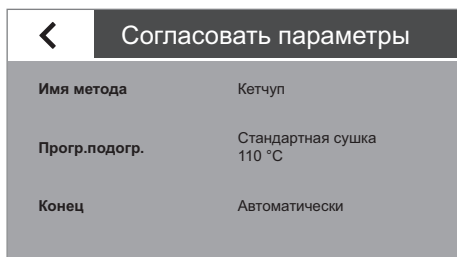 Согласовать параметры
Имя метода Кетчуп
Прогр.подогр. Стандартная сушка
110 °C
Конец Автоматически